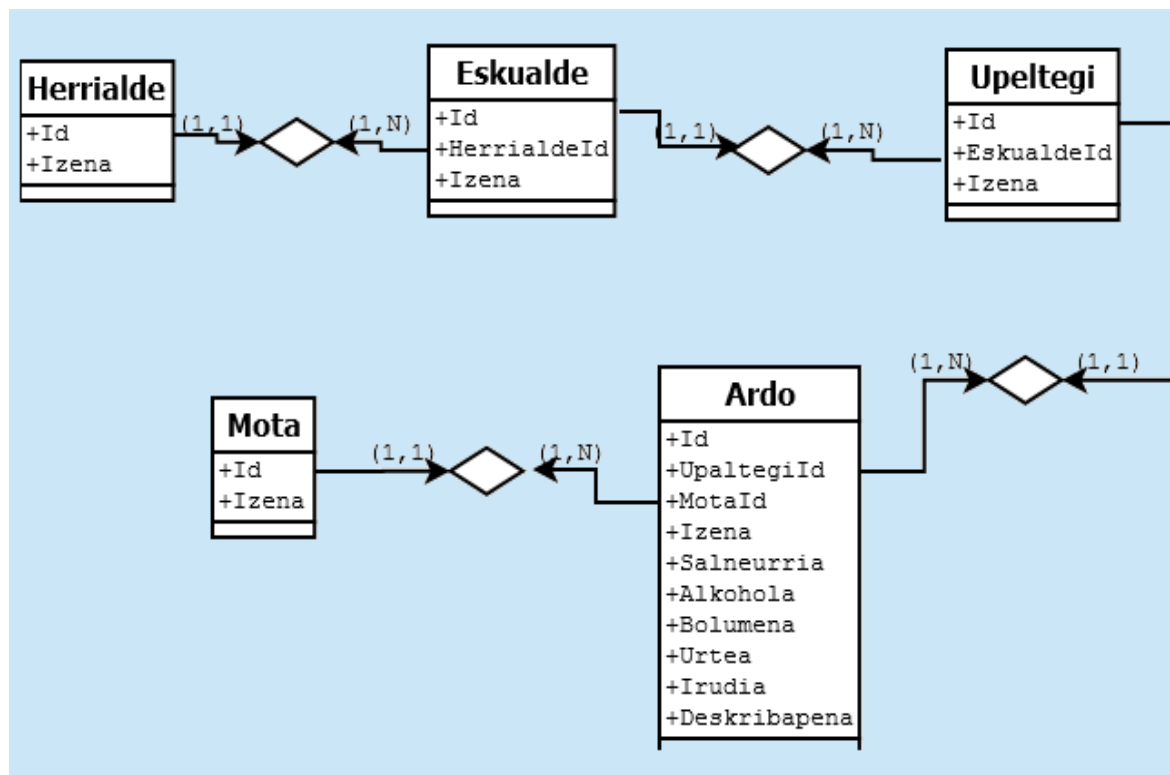 Herrialde
+Id
+Izena
(1,1)
(1,N)
Eskualde
+Id
+HerrialdeId
+Izena
(1,1)
(1,N)
Upeltegi
+Id
+EskualdeId
+Izena
Mota
+Id
+Izena
(1,1)
(1,N)
Ardo
+Id
+UpaltegiId
+MotaId
+Izena
+Salneurria
+Alkohola
+Bolumena
+Urtea
+Irudia
+Deskribapena
(1,N)
(1,1)